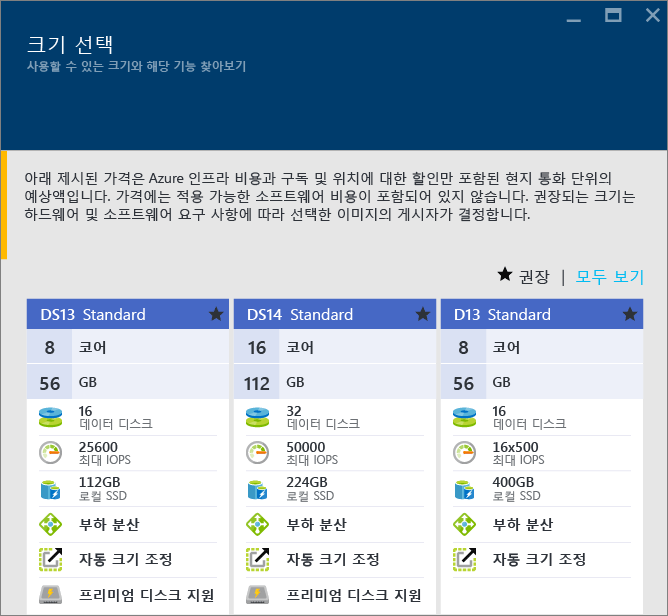 크기 선택
사용할 수 있는 크기와 해당 기능 찾아보기
아래 제시된 가격은 Azure 인프라 비용과 구독 및 위치에 대한 할인만 포함된 현지 통화 단위의
예상액입니다. 가격에는 적용 가능한 소프트웨어 비용이 포함되어 있지 않습니다. 권장되는 크기는
하드웨어 및 소프트웨어 요구 사항에 따라 선택한 이미지의 게시자가 결정합니다.
★ 권장 | 모두 보기
DS13 Standard ★
8 코어
56 GB
16
데이터 디스크
25600
최대 IOPS
112GB
로컬 SSD
부하 분산
자동 크기 조정
프리미엄 디스크 지원
DS14 Standard ★
16 코어
112 GB
32
데이터 디스크
50000
최대 IOPS
224GB
로컬 SSD
부하 분산
자동 크기 조정
프리미엄 디스크 지원
D13 Standard ★
8 코어
56 GB
16
데이터 디스크
16x500
최대 IOPS
400GB
로컬 SSD
부하 분산
자동 크기 조정